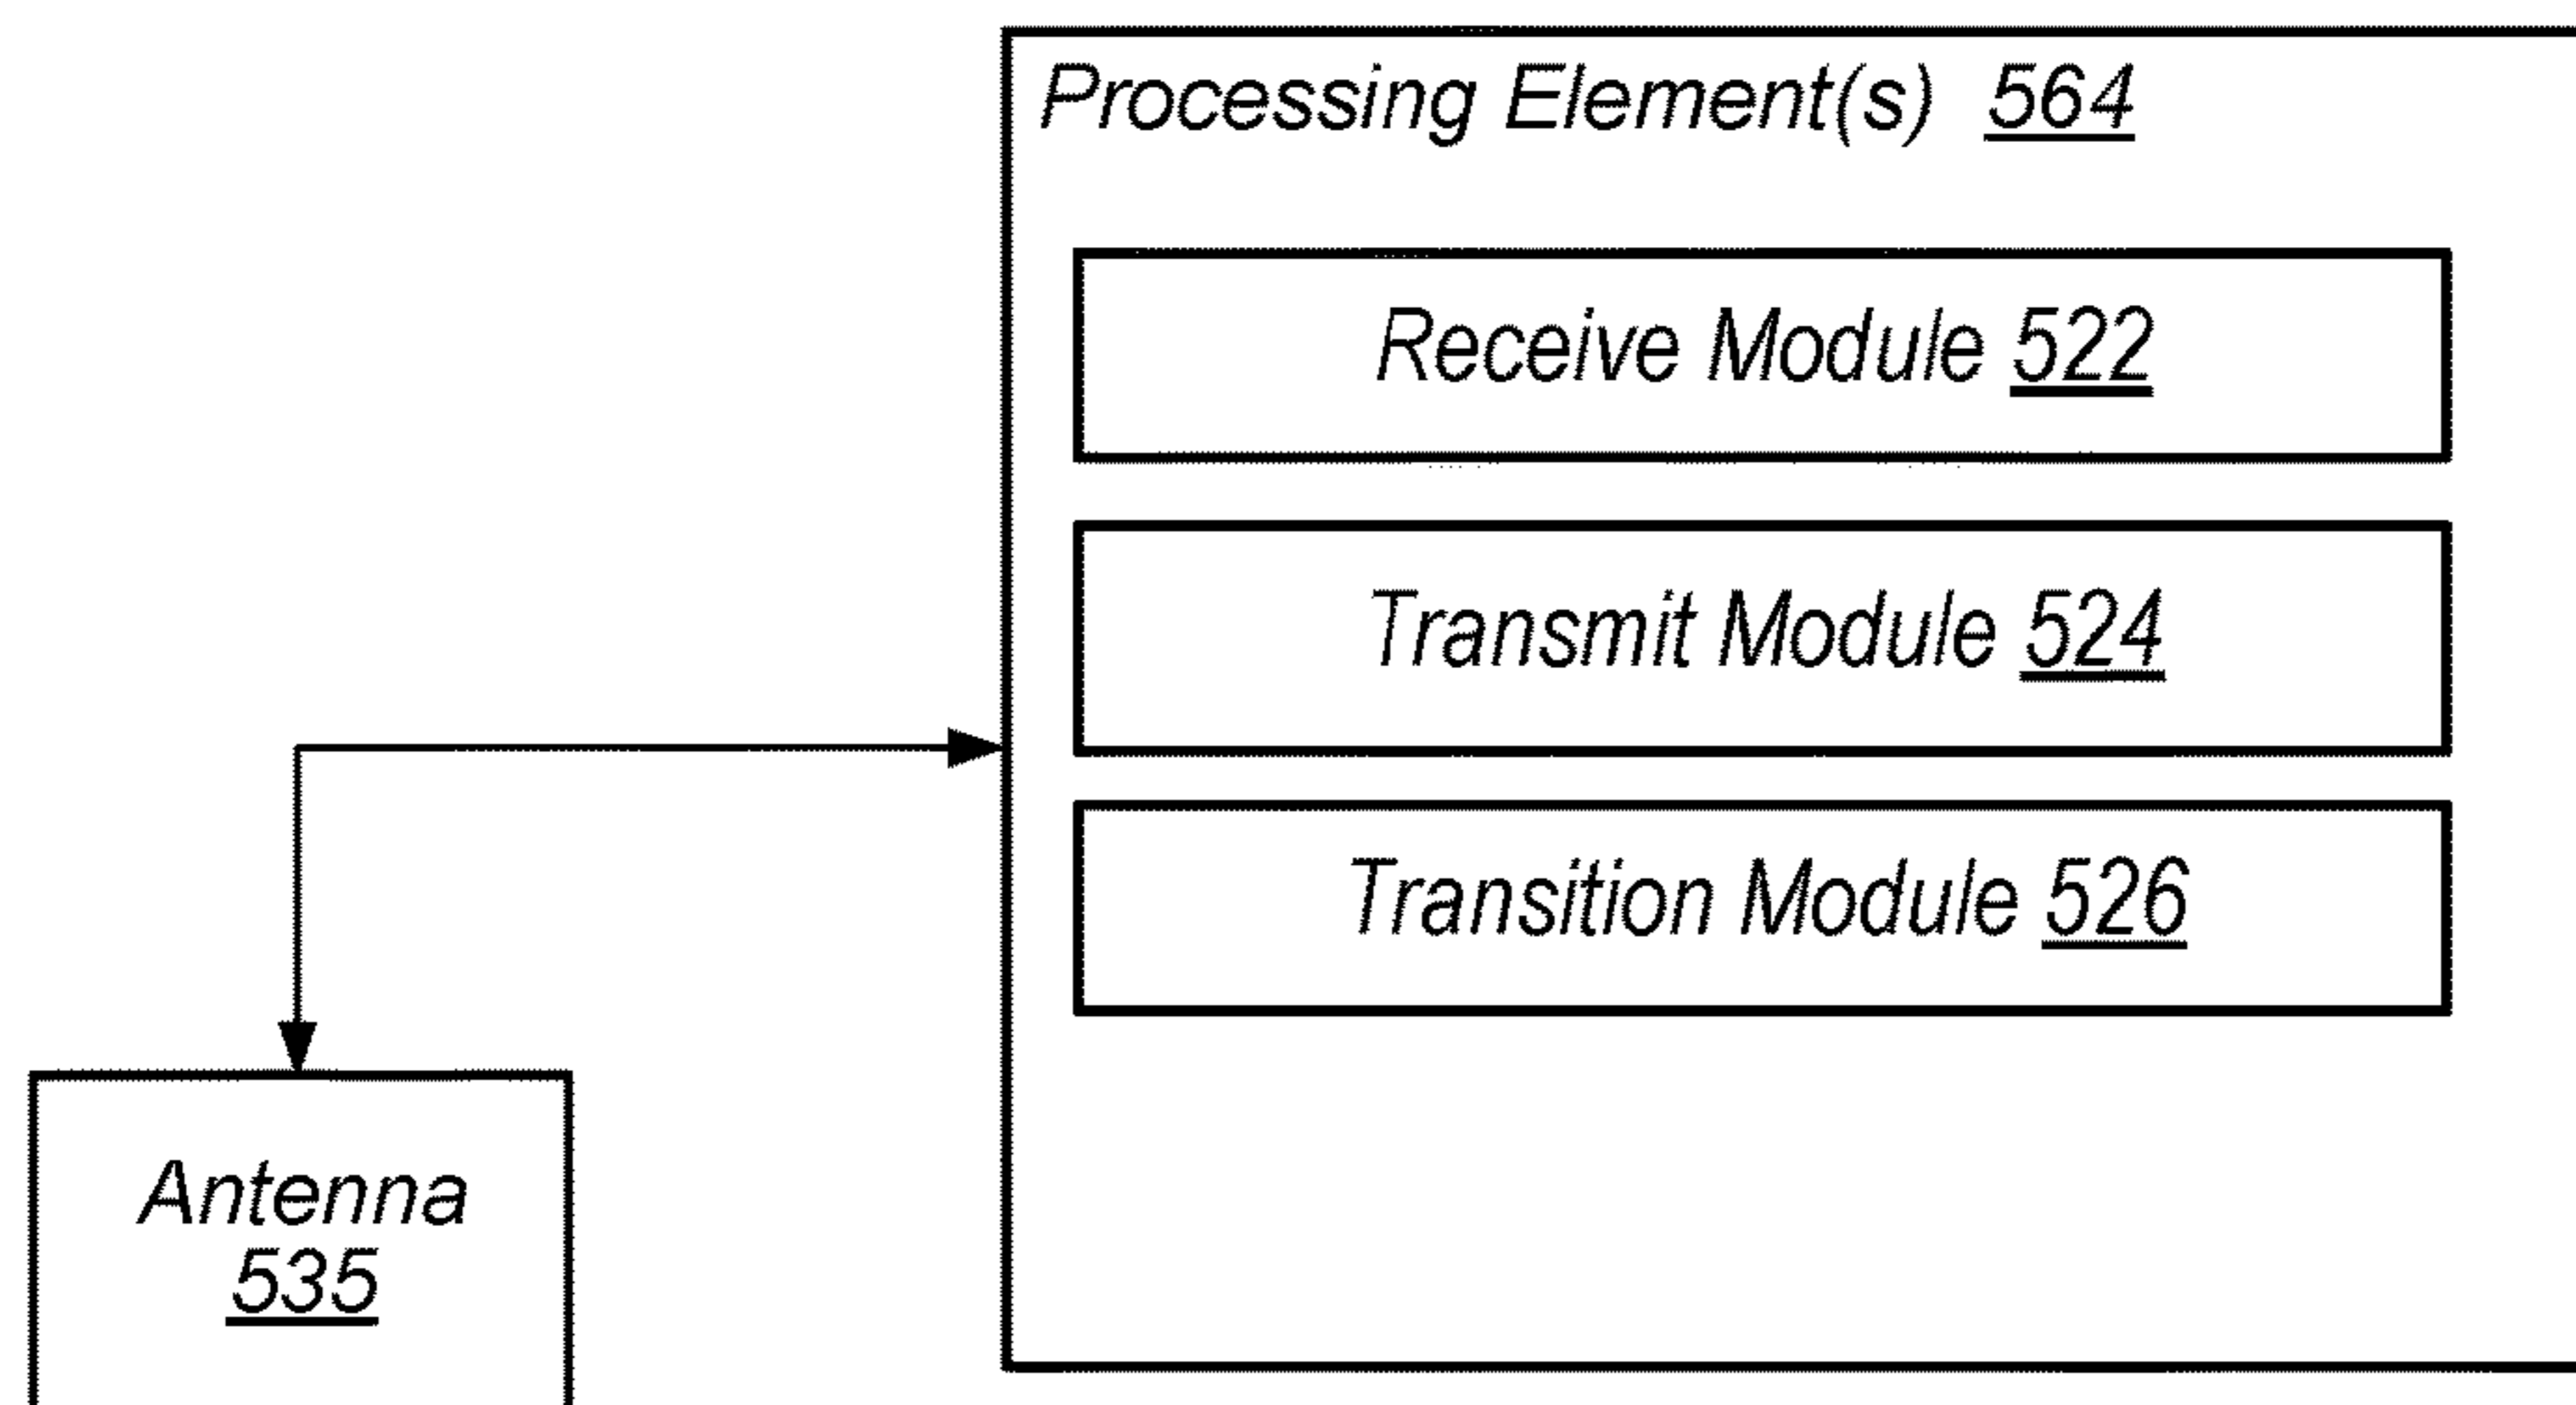 Processing Element(s) 564
Receive Module 522
Transmit Module 524
Transition Module 526
Antenna
535